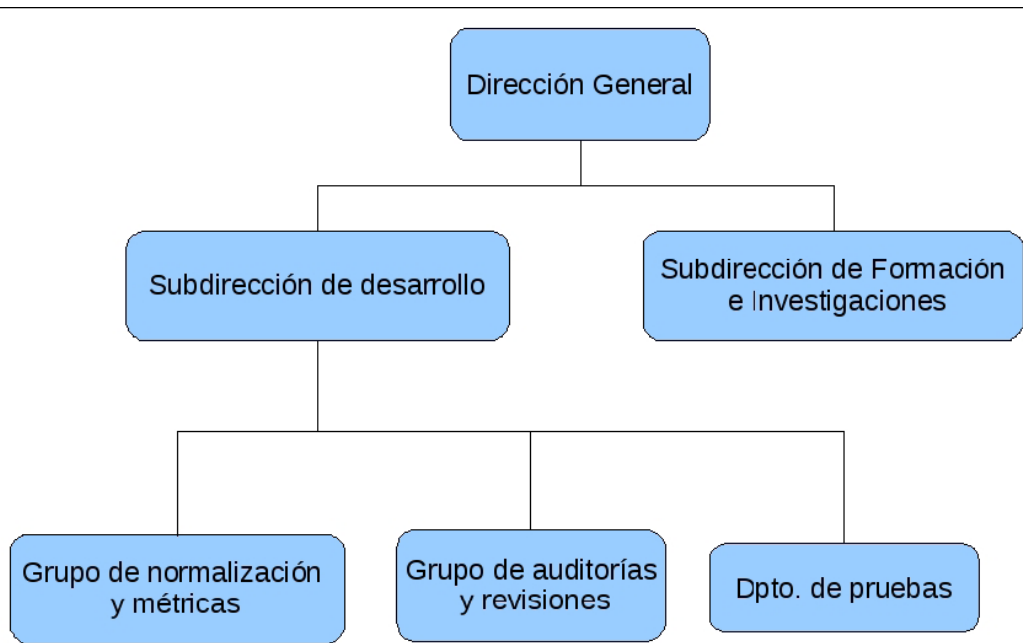 Dirección General
Subdirección de desarrollo
Subdirección de Formación
e Investigaciones
Grupo de normalización
y métricas
Grupo de auditorías
y revisiones
Dpto. de pruebas